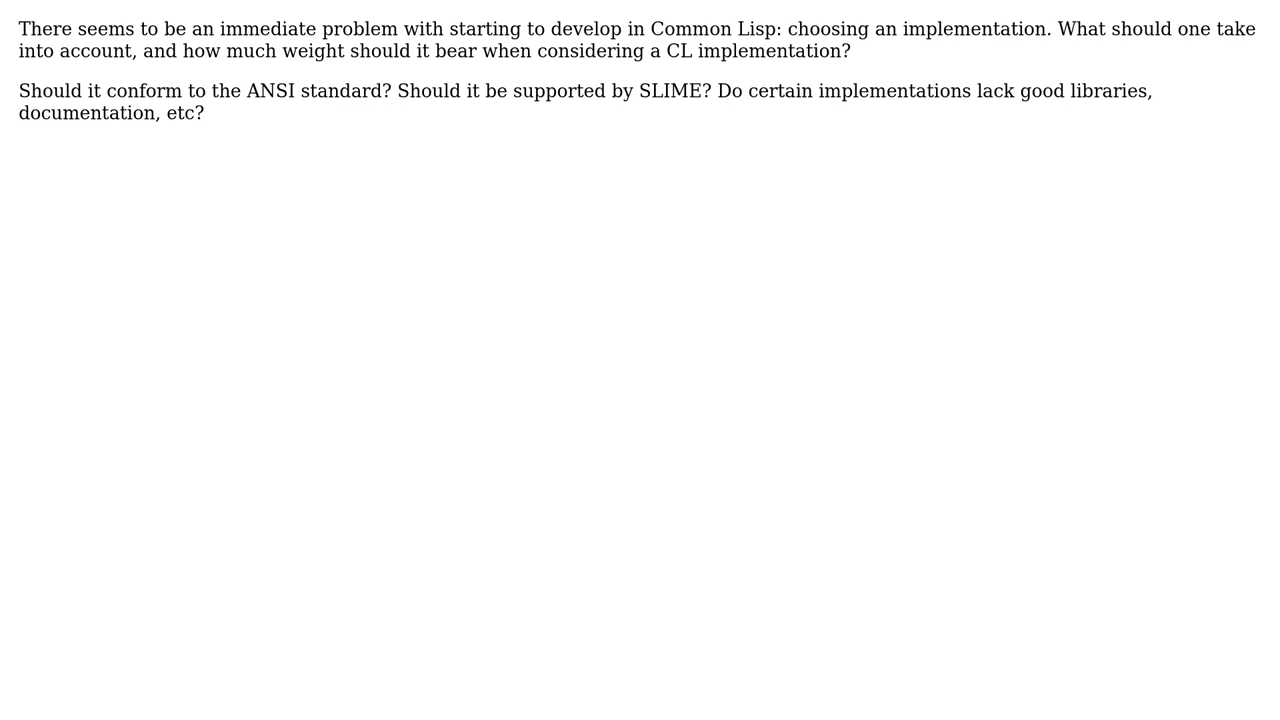 There seems to be an immediate problem with starting to develop in Common Lisp: choosing an implementation. What should one take
into account, and how much weight should it bear when considering a CL implementation?
Should it conform to the ANSI standard? Should it be supported by SLIME? Do certain implementations lack good libraries,
documentation, etc?